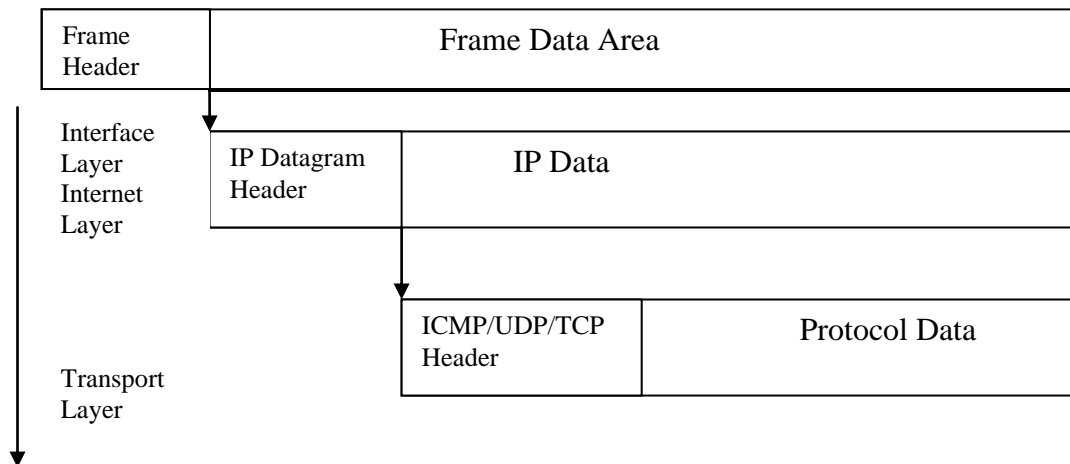 Frame
Header
Frame Data Area
Interface
Layer
Internet
Layer
IP Datagram
Header
IP Data
ICMP/UDP/TCP
Header
Protocol Data
Transport
Layer